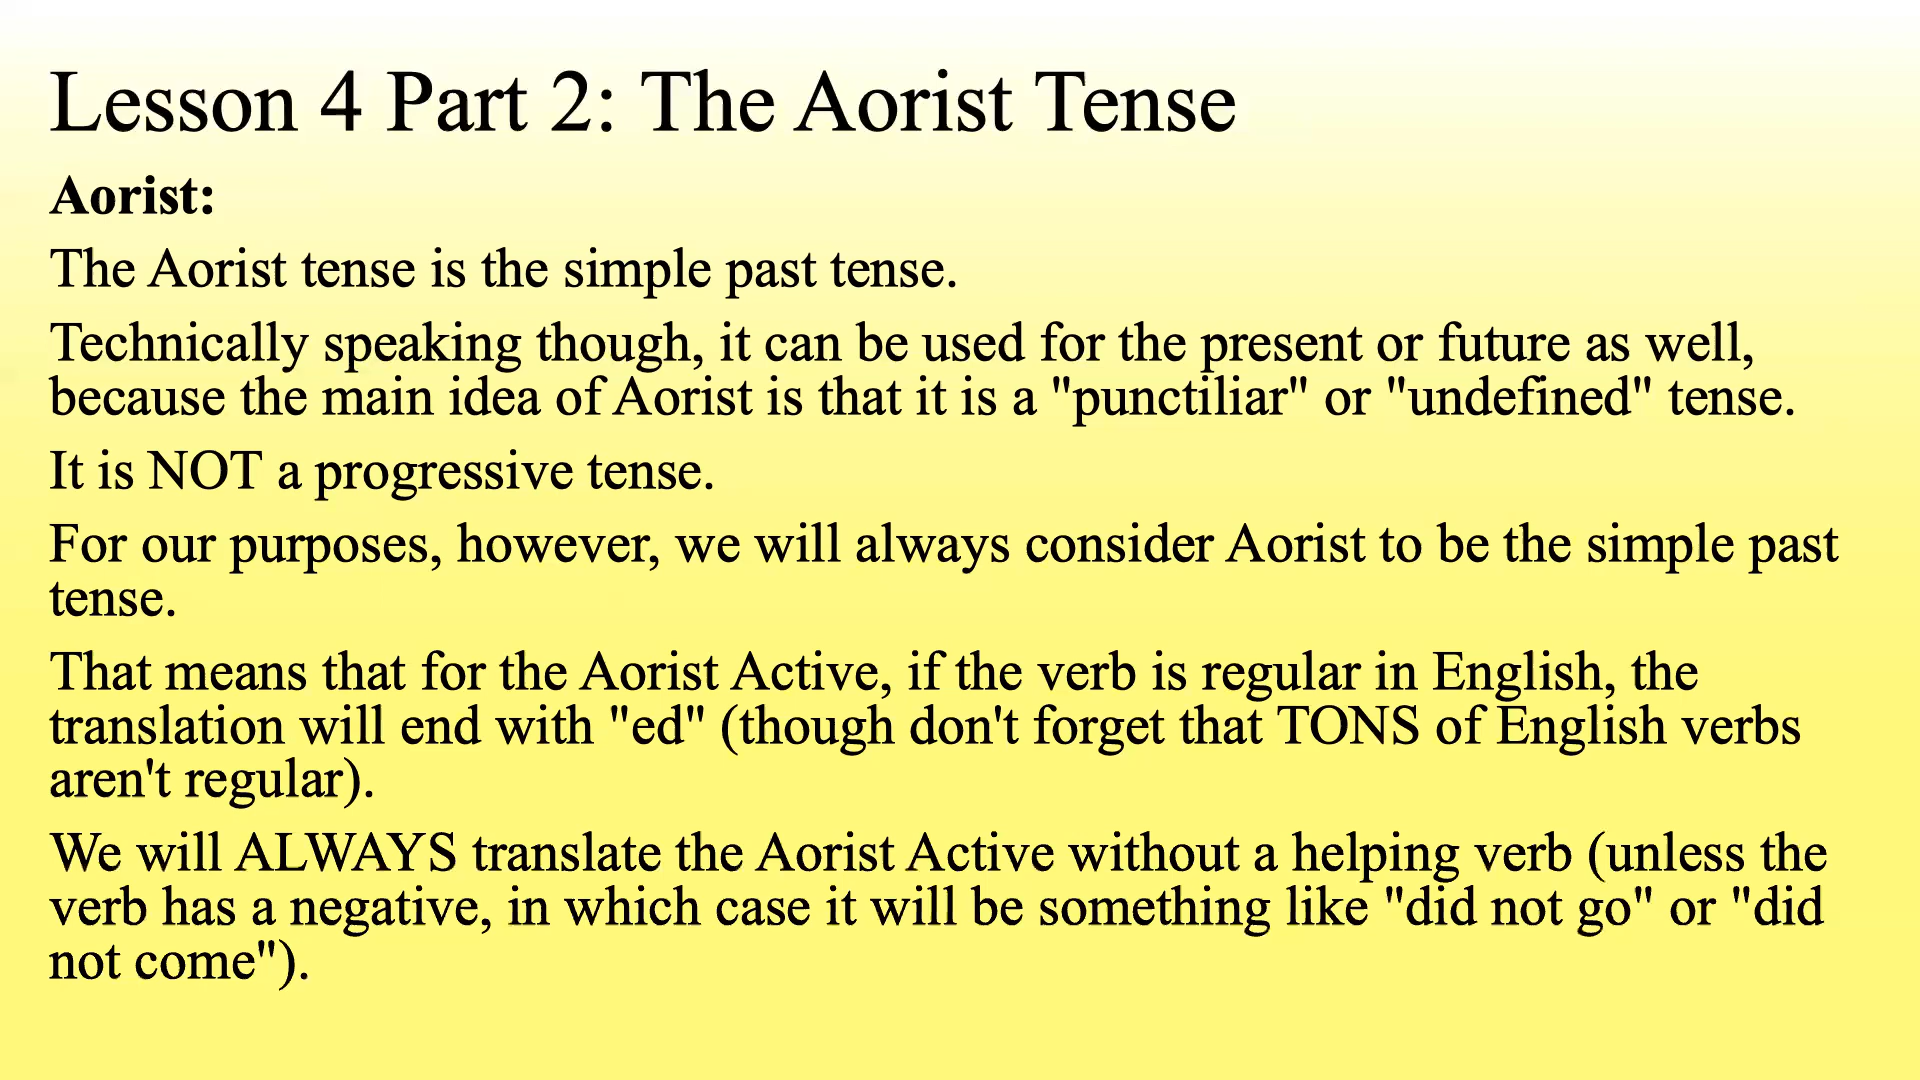 Lesson 4 Part 2: The Aorist Tense
Aorist:
The Aorist tense is the simple past tense.
Technically speaking though, it can be used for the present or future as well,
because the main idea of Aorist is that it is a "punctiliar" or "undefined" tense.
It is NOT a progressive tense.
For our purposes, however, we will always consider Aorist to be the simple past
tense.
That means that for the Aorist Active, if the verb is regular in English, the
translation will end with "ed" (though don't forget that TONS of English verbs
aren't regular).
We will ALWAYS translate the Aorist Active without a helping verb (unless the
verb has a negative, in which case it will be something like "did not go" or "did
not come").